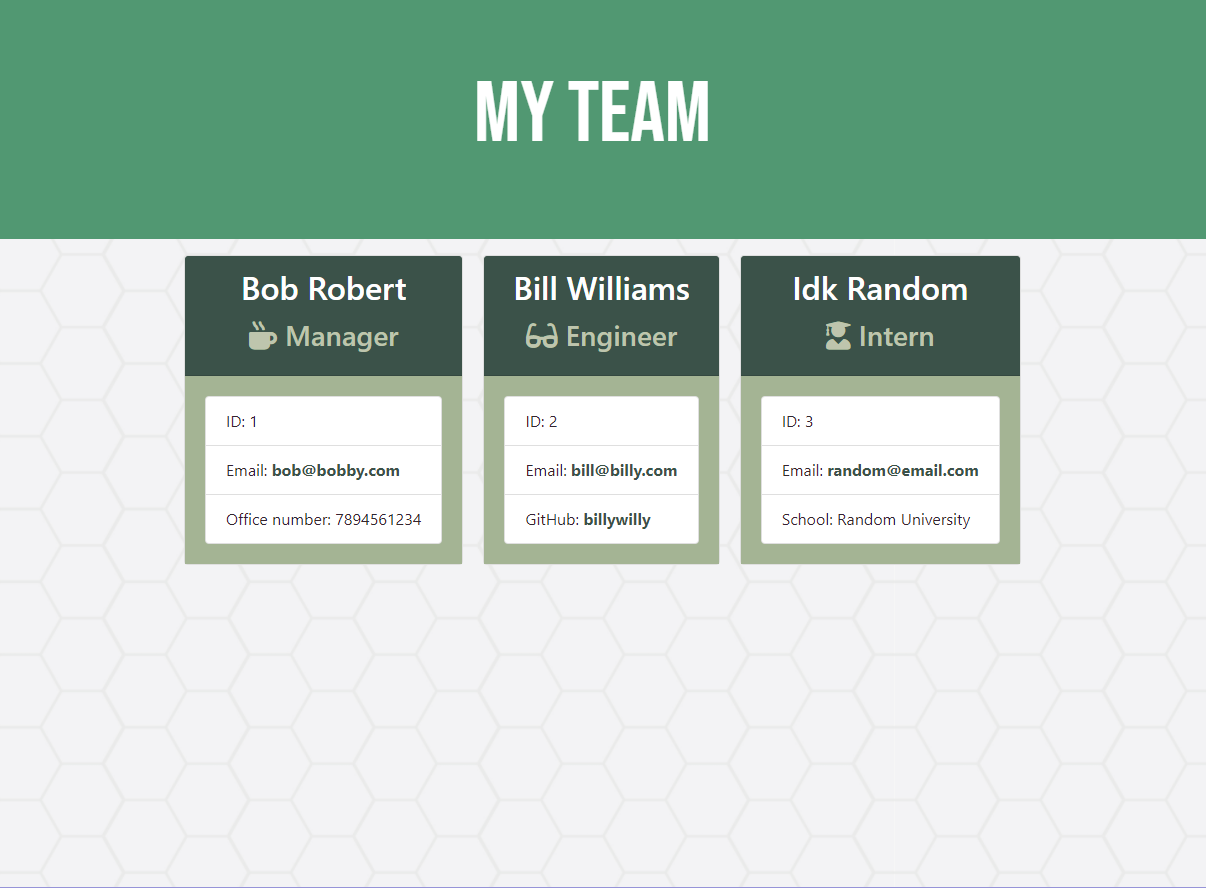 MY TEAM
Bob Robert
Manager
ID: 1
Email: bob@bobby.com
Office number: 7894561234
Bill Williams
Engineer
ID: 2
Email: bill@billy.com
GitHub: billywilly
Idk Random
Intern
ID: 3
Email: random@email.com
School: Random University